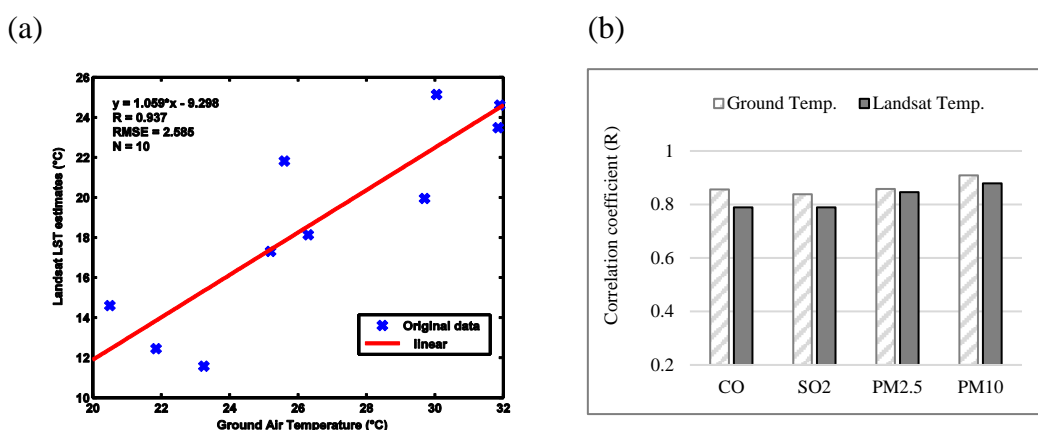 (a)
(b)
y = 1.059*x - 9.298
R = 0.937
RMSE = 2.585
N = 10
26
24
22
20
18
16
14
12
10
Landsat LST estimates (°C)
Original data
linear
20 22 24 26 28 30 32
Ground Air Temperature (°C)
Ground Temp. Landsat Temp.
Correlation coefficient (R)
1
0.8
0.6
0.4
0.2
CO SO2 PM2.5 PM10